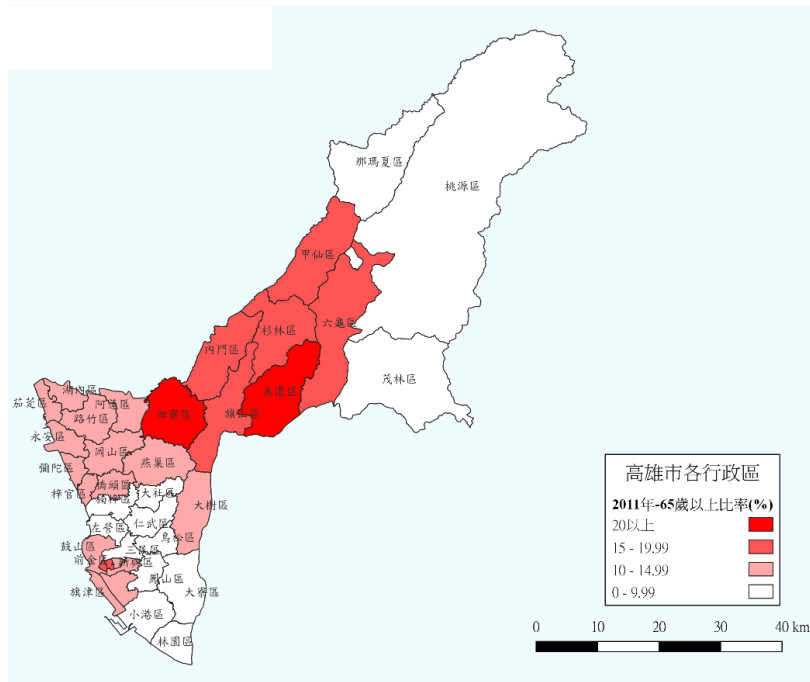 那瑪夏區
桃源區
甲仙區
六龜區
杉林區
內門區
美濃區
茂林區
旗山區
田寮區
湖內區
茄萣區
阿蓮區
路竹區
永安區
岡山區
燕巢區
彌陀區
橋頭區
梓官區
大社區
楠梓區
大樹區
左營區
仁武區
鳥松區
鼓山區
三民區
前金區
新興區
鳳山區
旗津區
大寮區
小港區
林園區
高雄市各行政區
2011年-65歲以上比率(%)
20以上
15 - 19.99
10 - 14.99
0 - 9.99
0 10 20 30 40 km